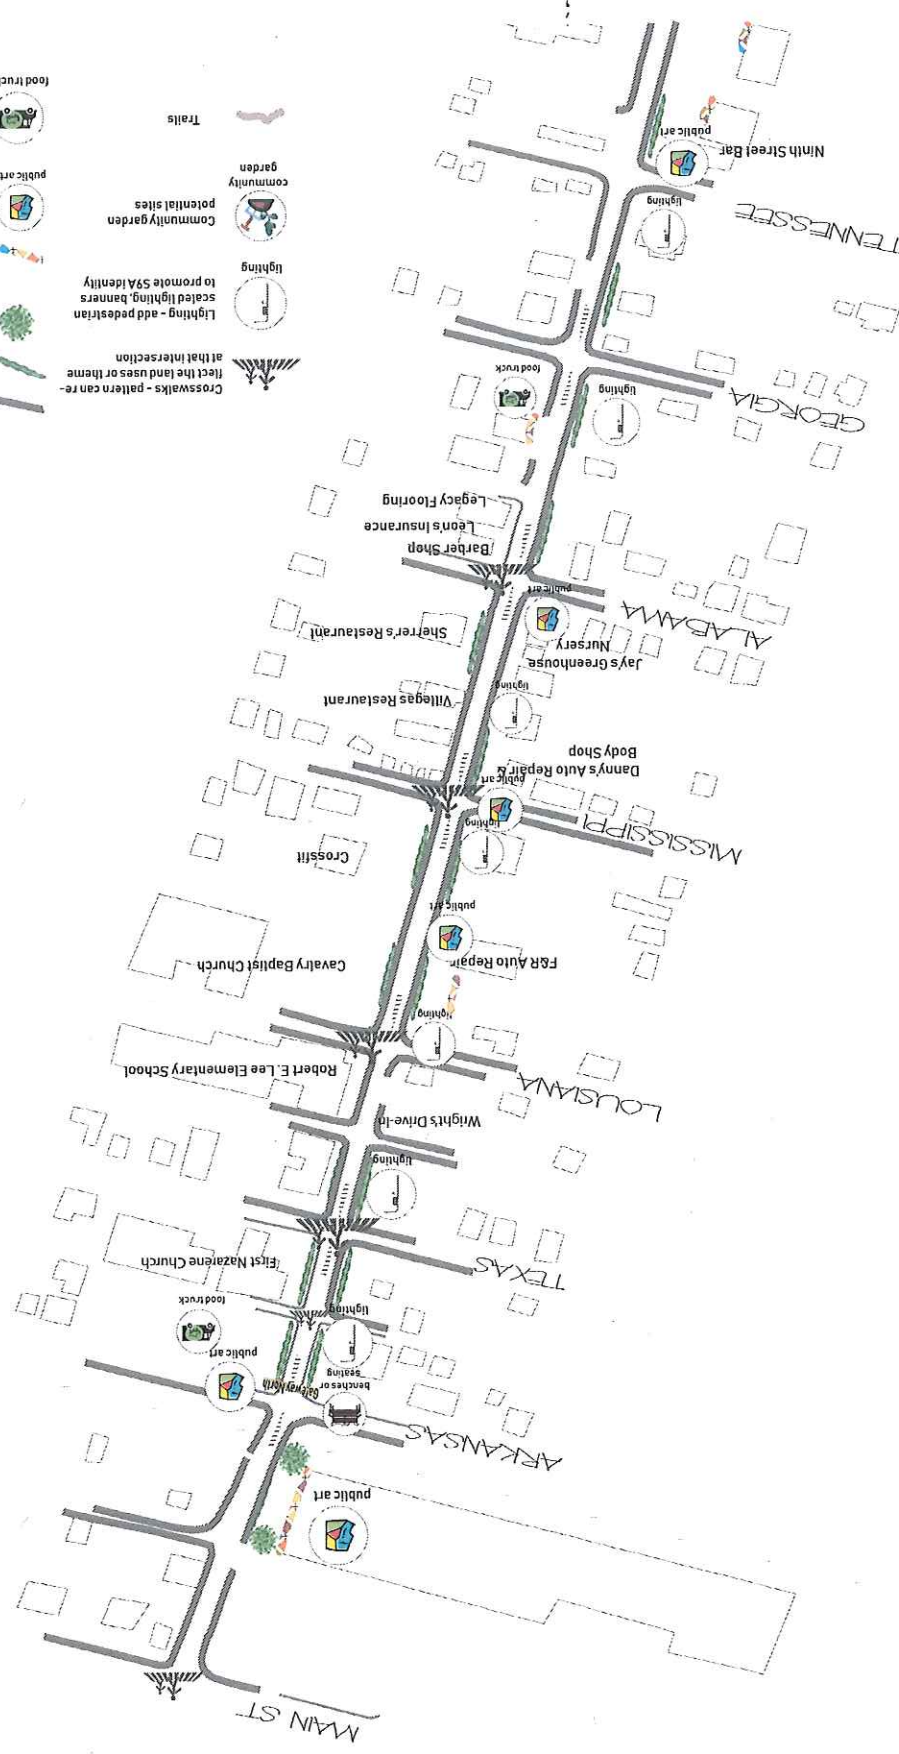 MAIN ST
public art
ARKANSAS
benches or
seating
Gateway North
public art
food truck
lighting
First Nazarene Church
TEXAS
lighting
Wright's Drive-In
LOUSIANA
Robert E. Lee Elementary School
lighting
F&R Auto Repair
Cavalry Baptist Church
public art
Crossfit
MISSISSIPPI
lighting
public art
Danny's Auto Repair &
Body Shop
Villegas Restaurant
lighting
Jay's Greenhouse
Nursery
Sherrer's Restaurant
ALABAMA
public art
Barber Shop
Leon's Insurance
Legacy Flooring
GEORGIA
lighting
food truck
TENNESSEE
lighting
Ninth Street Bar
public art
Crosswalks - pattern can re-
flect the land uses or theme
at that intersection
Lighting - add pedestrian
scaled lighting, banners
to promote S9A identity
lighting
Community garden
potential sites
community
garden
Trails
public art
food truck